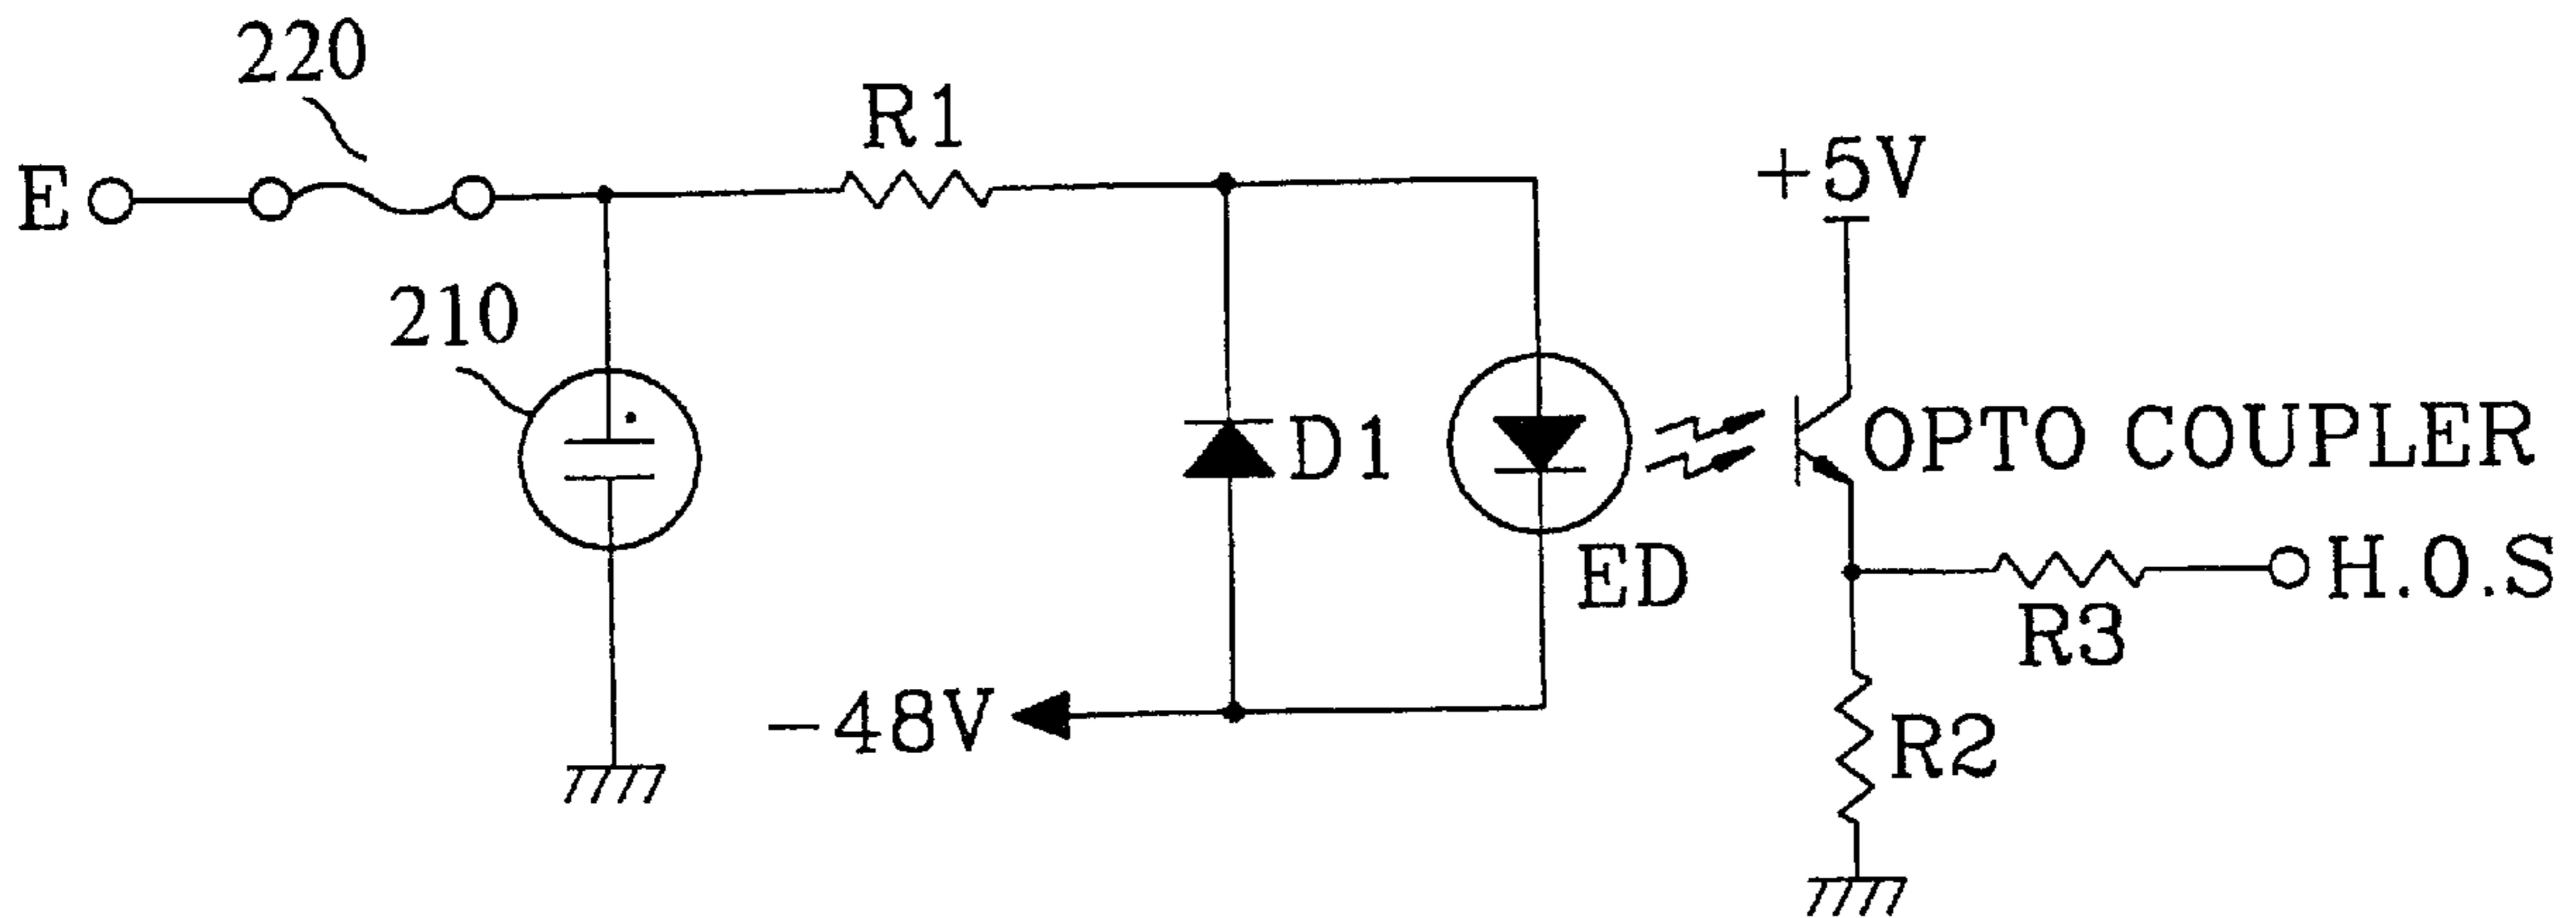 220
R1
E
+5V
210
D1
OPTO COUPLER
ED
H.O.S
R3
-48V
R2